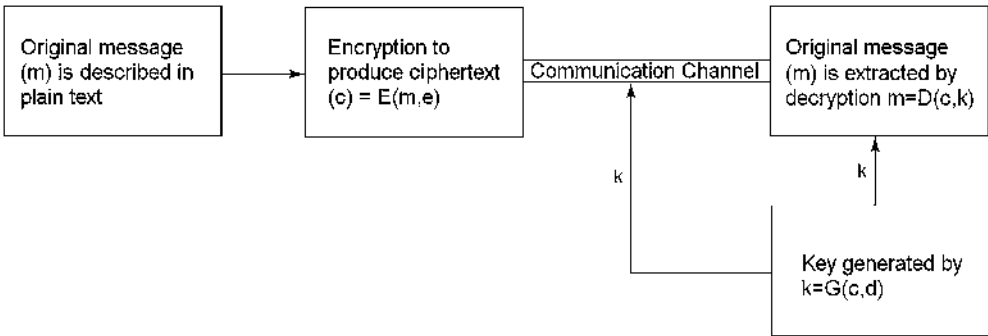 Original message
(m) is described in
plain text
Encryption to
produce ciphertext
(c) = E(m,e)
Communication Channel
Original message
(m) is extracted by
decryption m=D(c,k)
k
k
Key generated by
k=G(c,d)